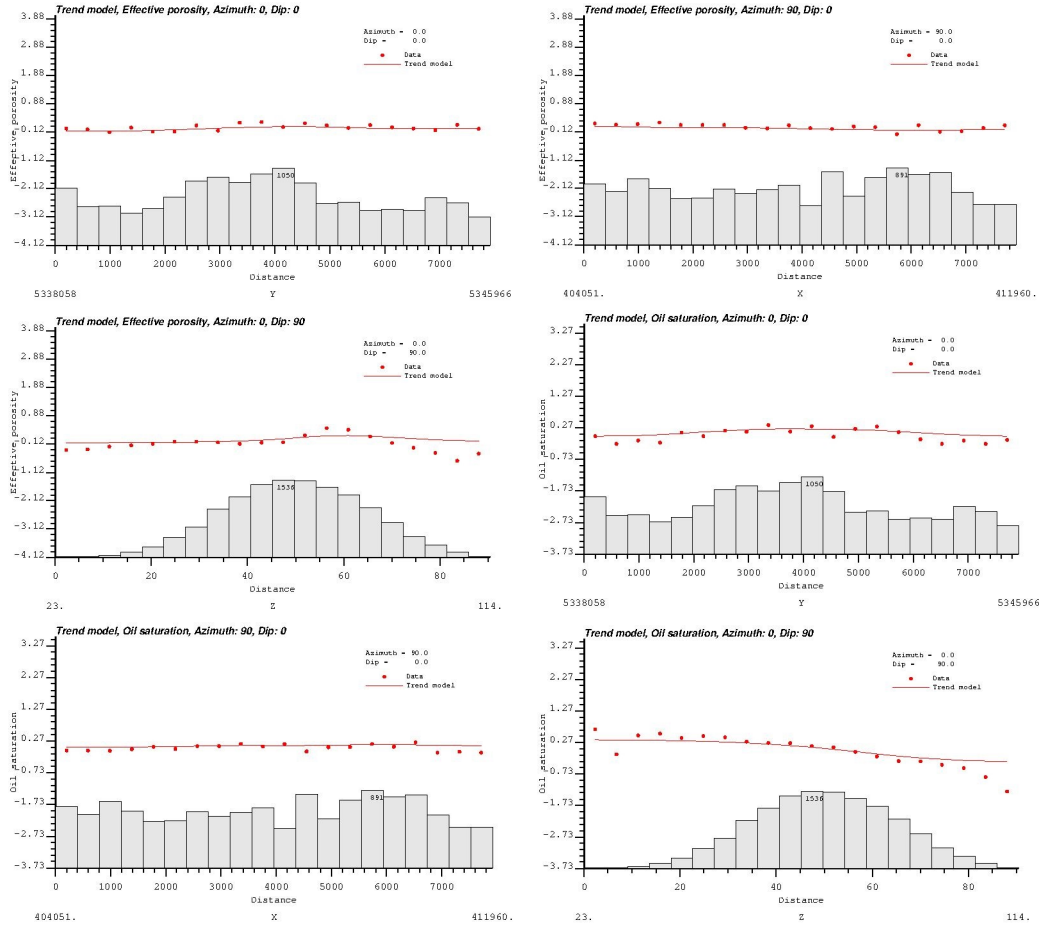 Trend model, Effective porosity, Azimuth: 0, Dip: 0
3.88
2.88
1.88
0.88
-0.12
-1.12
-2.12
-3.12
-4.12
Effective porosity
Azimuth = 0.0
Dip = 0.0
Data
Trend model
1050
0 1000 2000 3000 4000 5000 6000 7000
Distance
5338058 Y 5345966
Trend model, Effective porosity, Azimuth: 90, Dip: 0
3.88
2.88
1.88
0.88
-0.12
-1.12
-2.12
-3.12
-4.12
Effective porosity
Azimuth = 90.0
Dip = 0.0
Data
Trend model
891
0 1000 2000 3000 4000 5000 6000 7000
Distance
404051. X 411960.
Trend model, Effective porosity, Azimuth: 0, Dip: 90
3.88
2.88
1.88
0.88
-0.12
-1.12
-2.12
-3.12
-4.12
Effective porosity
Azimuth = 0.0
Dip = 90.0
Data
Trend model
1536
0 20 40 60 80
Distance
23. Z 114.
Trend model, Oil saturation, Azimuth: 0, Dip: 0
3.27
2.27
1.27
0.27
-0.73
-1.73
-2.73
-3.73
Oil saturation
Azimuth = 0.0
Dip = 0.0
Data
Trend model
1050
0 1000 2000 3000 4000 5000 6000 7000
Distance
5338058 Y 5345966
Trend model, Oil saturation, Azimuth: 90, Dip: 0
3.27
2.27
1.27
0.27
-0.73
-1.73
-2.73
-3.73
Oil saturation
Azimuth = 90.0
Dip = 0.0
Data
Trend model
891
0 1000 2000 3000 4000 5000 6000 7000
Distance
404051. X 411960.
Trend model, Oil saturation, Azimuth: 0, Dip: 90
3.27
2.27
1.27
0.27
-0.73
-1.73
-2.73
-3.73
Oil saturation
Azimuth = 0.0
Dip = 90.0
Data
Trend model
1536
0 20 40 60 80
Distance
23. Z 114.